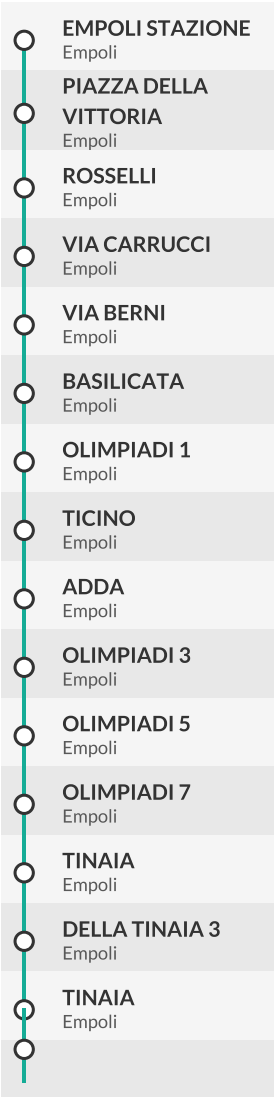 EMPOLI STAZIONE
Empoli
PIAZZA DELLA
VITTORIA
Empoli
ROSSELLI
Empoli
VIA CARRUCCI
Empoli
VIA BERNI
Empoli
BASILICATA
Empoli
OLIMPIADI 1
Empoli
TICINO
Empoli
ADDA
Empoli
OLIMPIADI 3
Empoli
OLIMPIADI 5
Empoli
OLIMPIADI 7
Empoli
TINAIA
Empoli
DELLA TINAIA 3
Empoli
TINAIA
Empoli